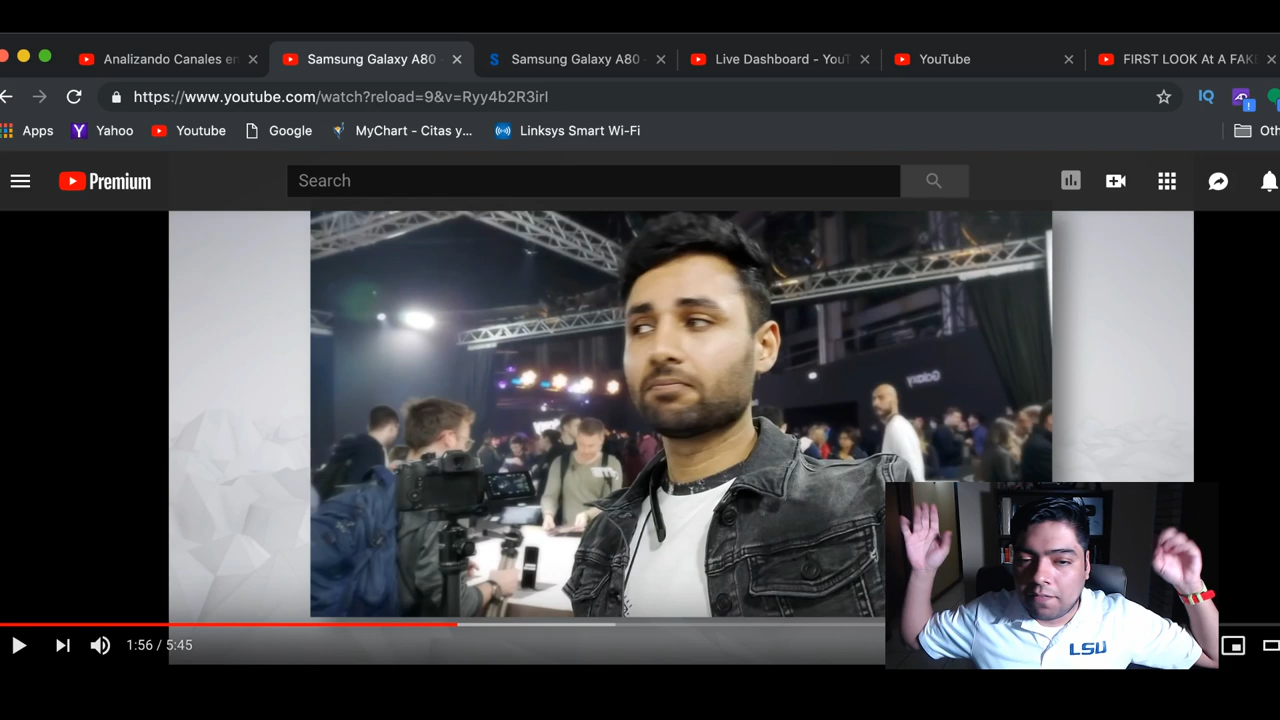 Analizando Canales en
Samsung Galaxy A80
Samsung Galaxy A80
Live Dashboard - YouT
YouTube
FIRST LOOK At A FAKE
https://www.youtube.com/watch?reload=9&v=Ryy4b2R3irI
IQ
Apps
Yahoo
Youtube
Google
MyChart - Citas y...
Linksys Smart Wi-Fi
Oth
Premium
Search
Galaxy
LSU
1:56 / 5:45